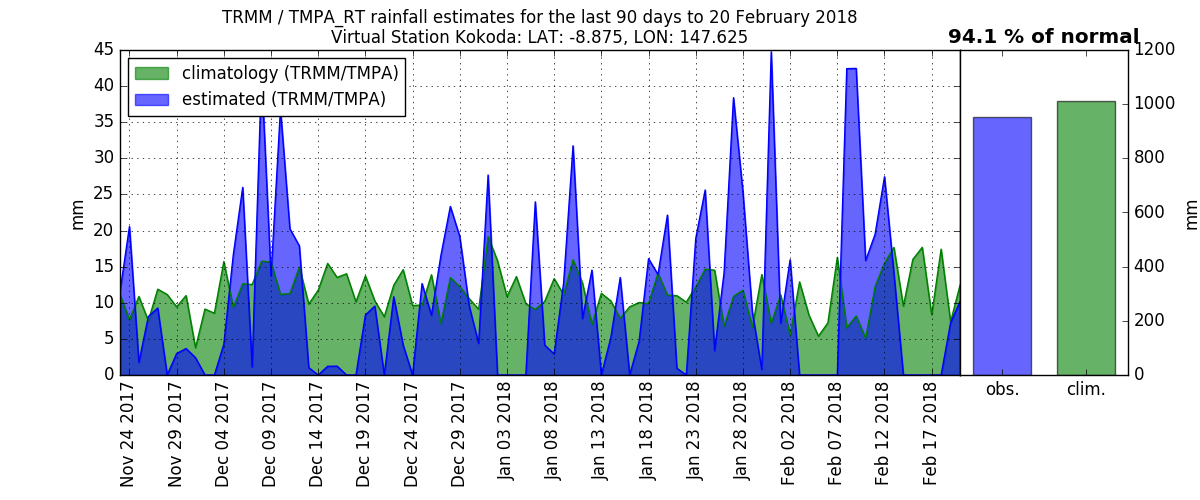 TRMM / TMPA_RT rainfall estimates for the last 90 days to 20 February 2018
Virtual Station Kokoda: LAT: -8.875, LON: 147.625
94.1 % of normal
climatology (TRMM/TMPA)
estimated (TRMM/TMPA)
mm
45
40
35
30
25
20
15
10
5
0
Nov 24 2017
Nov 29 2017
Dec 04 2017
Dec 09 2017
Dec 14 2017
Dec 19 2017
Dec 24 2017
Dec 29 2017
Jan 03 2018
Jan 08 2018
Jan 13 2018
Jan 18 2018
Jan 23 2018
Jan 28 2018
Feb 02 2018
Feb 07 2018
Feb 12 2018
Feb 17 2018
1200
1000
800
600
400
200
0
mm
obs.
clim.